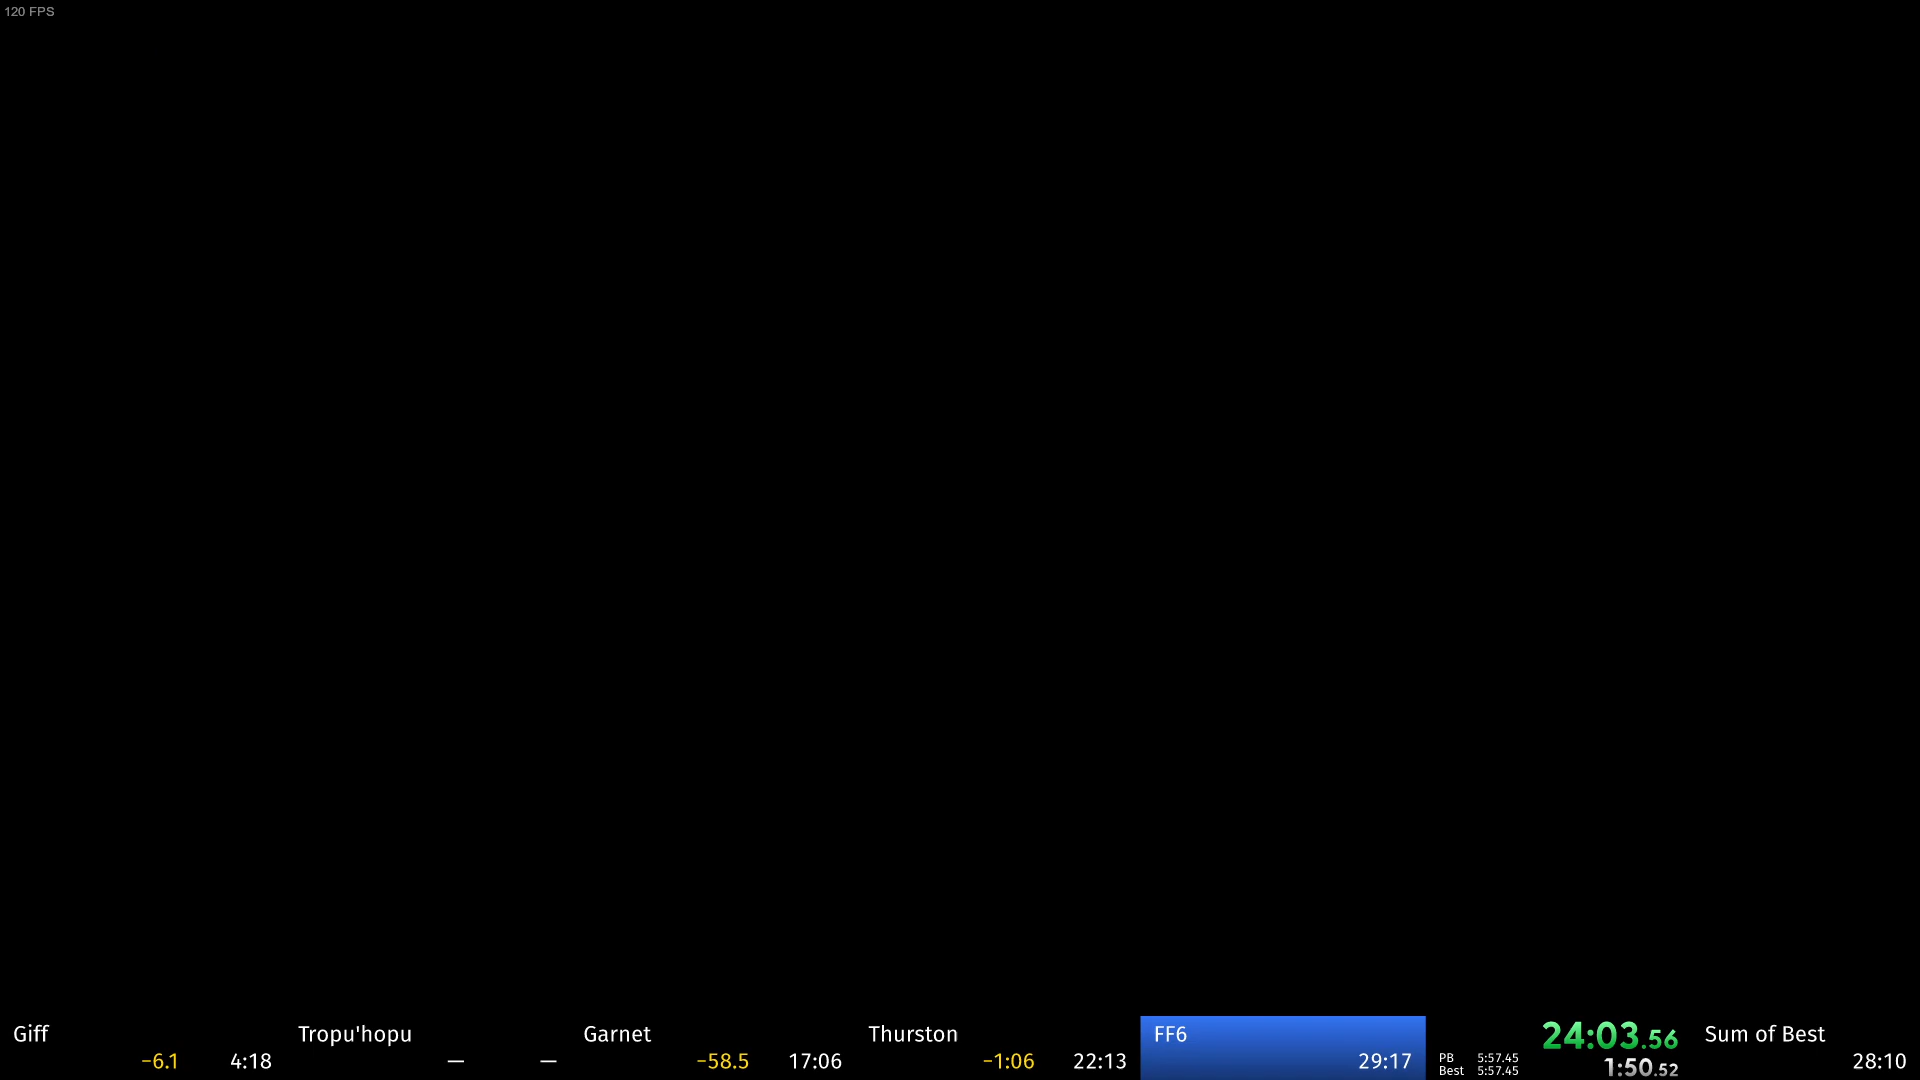 120 FPS
Giff
−6.1 4:18
Tropu'hopu
— —
Garnet
−58.5 17:06
Thurston
−1:06 22:13
FF6
29:17
PB 5:57.45
Best 5:57.45
24:03.56
1:50.52
Sum of Best
28:10